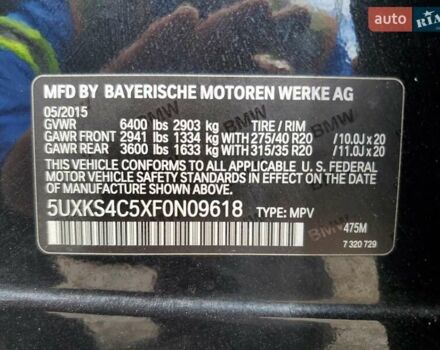 AUTO RIA
MFD BY BAYERISCHE MOTOREN WERKE AG
05/2015
GVWR 6400 lbs 2903 kg TIRE / RIM
GAWR FRONT 2941 lbs 1334 kg WITH 275/40 R20 /10.0J x 20
GAWR REAR 3600 lbs 1633 kg WITH 315/35 R20 /11.0J x 20
THIS VEHICLE CONFORMS TO ALL APPLICABLE U.S. FEDERAL
MOTOR VEHICLE SAFETY STANDARDS IN EFFECT ON THE
DATE OF MANUFACTURE SHOWN ABOVE.
5UXKS4C5XF0N09618 TYPE: MPV
475M
7 320 729